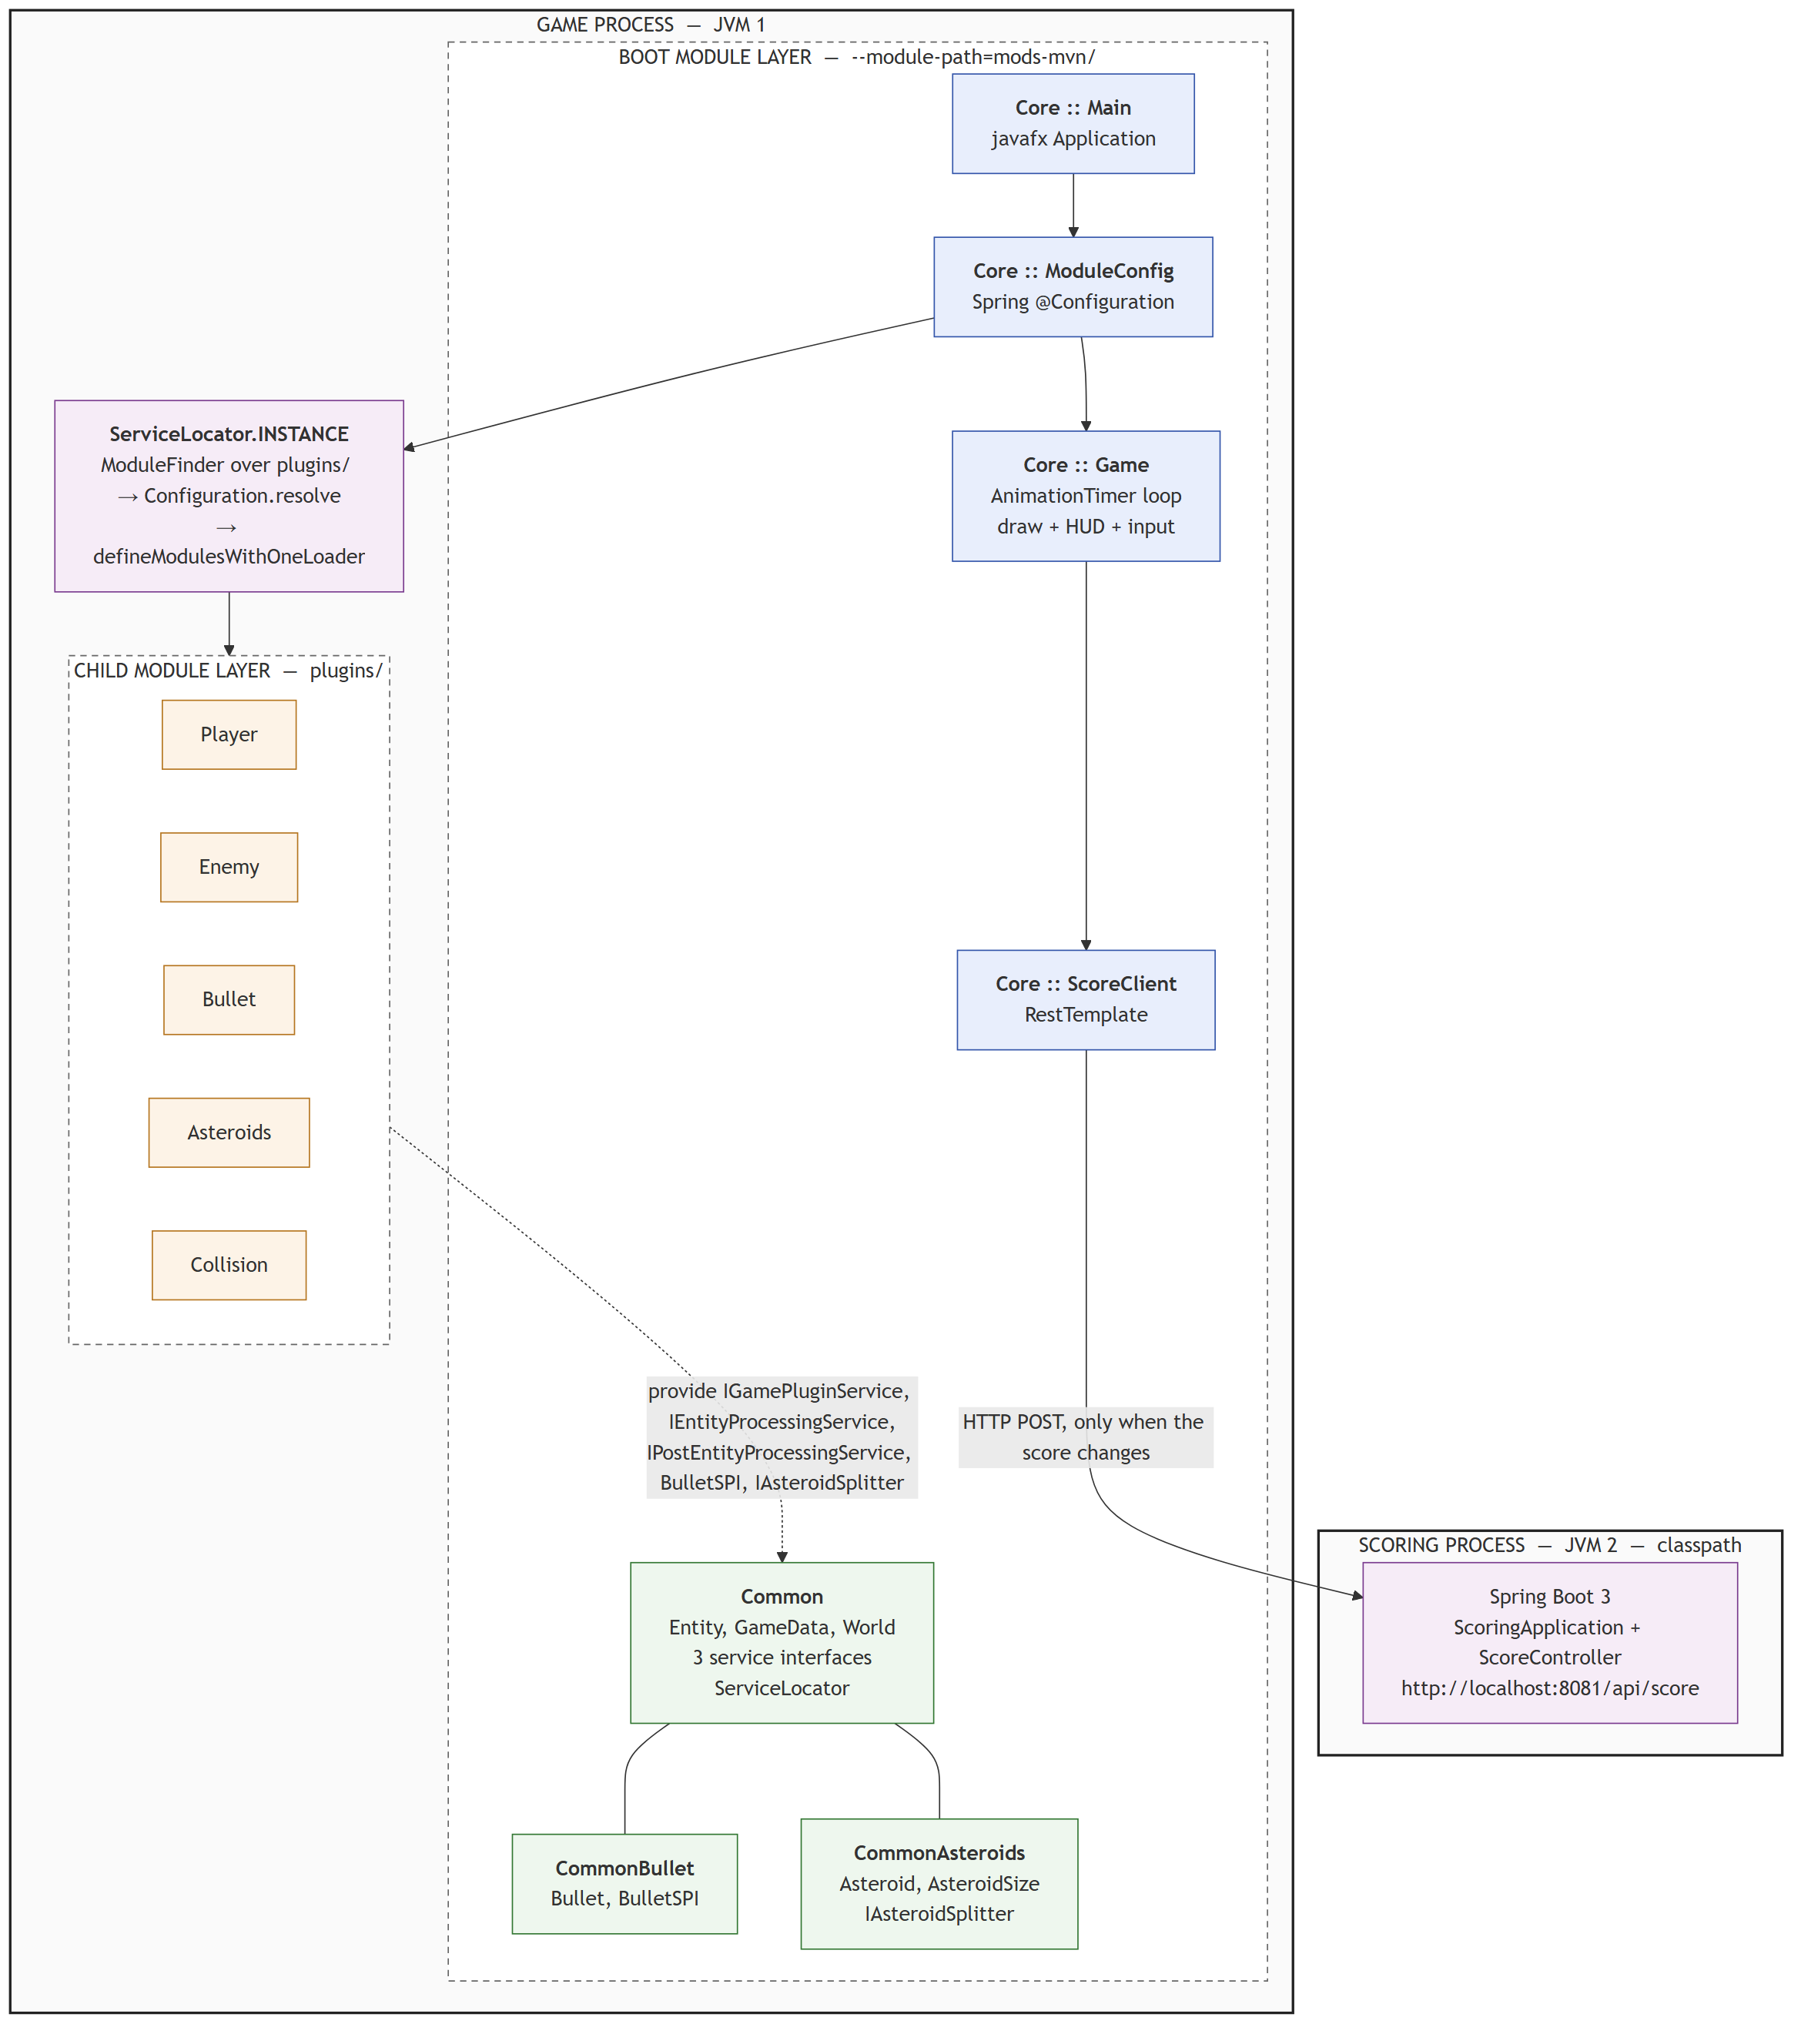 GAME PROCESS — JVM 1
BOOT MODULE LAYER — --module-path=mods-mvn/
Core :: Main
javafx Application
Core :: ModuleConfig
Spring @Configuration
ServiceLocator.INSTANCE
ModuleFinder over plugins/
→ Configuration.resolve
→
defineModulesWithOneLoader
Core :: Game
AnimationTimer loop
draw + HUD + input
CHILD MODULE LAYER — plugins/
Player
Enemy
Bullet
Asteroids
Collision
Core :: ScoreClient
RestTemplate
provide IGamePluginService,
IEntityProcessingService,
IPostEntityProcessingService,
BulletSPI, IAsteroidSplitter
HTTP POST, only when the
score changes
SCORING PROCESS — JVM 2 — classpath
Spring Boot 3
ScoringApplication +
ScoreController
http://localhost:8081/api/score
Common
Entity, GameData, World
3 service interfaces
ServiceLocator
CommonBullet
Bullet, BulletSPI
CommonAsteroids
Asteroid, AsteroidSize
IAsteroidSplitter